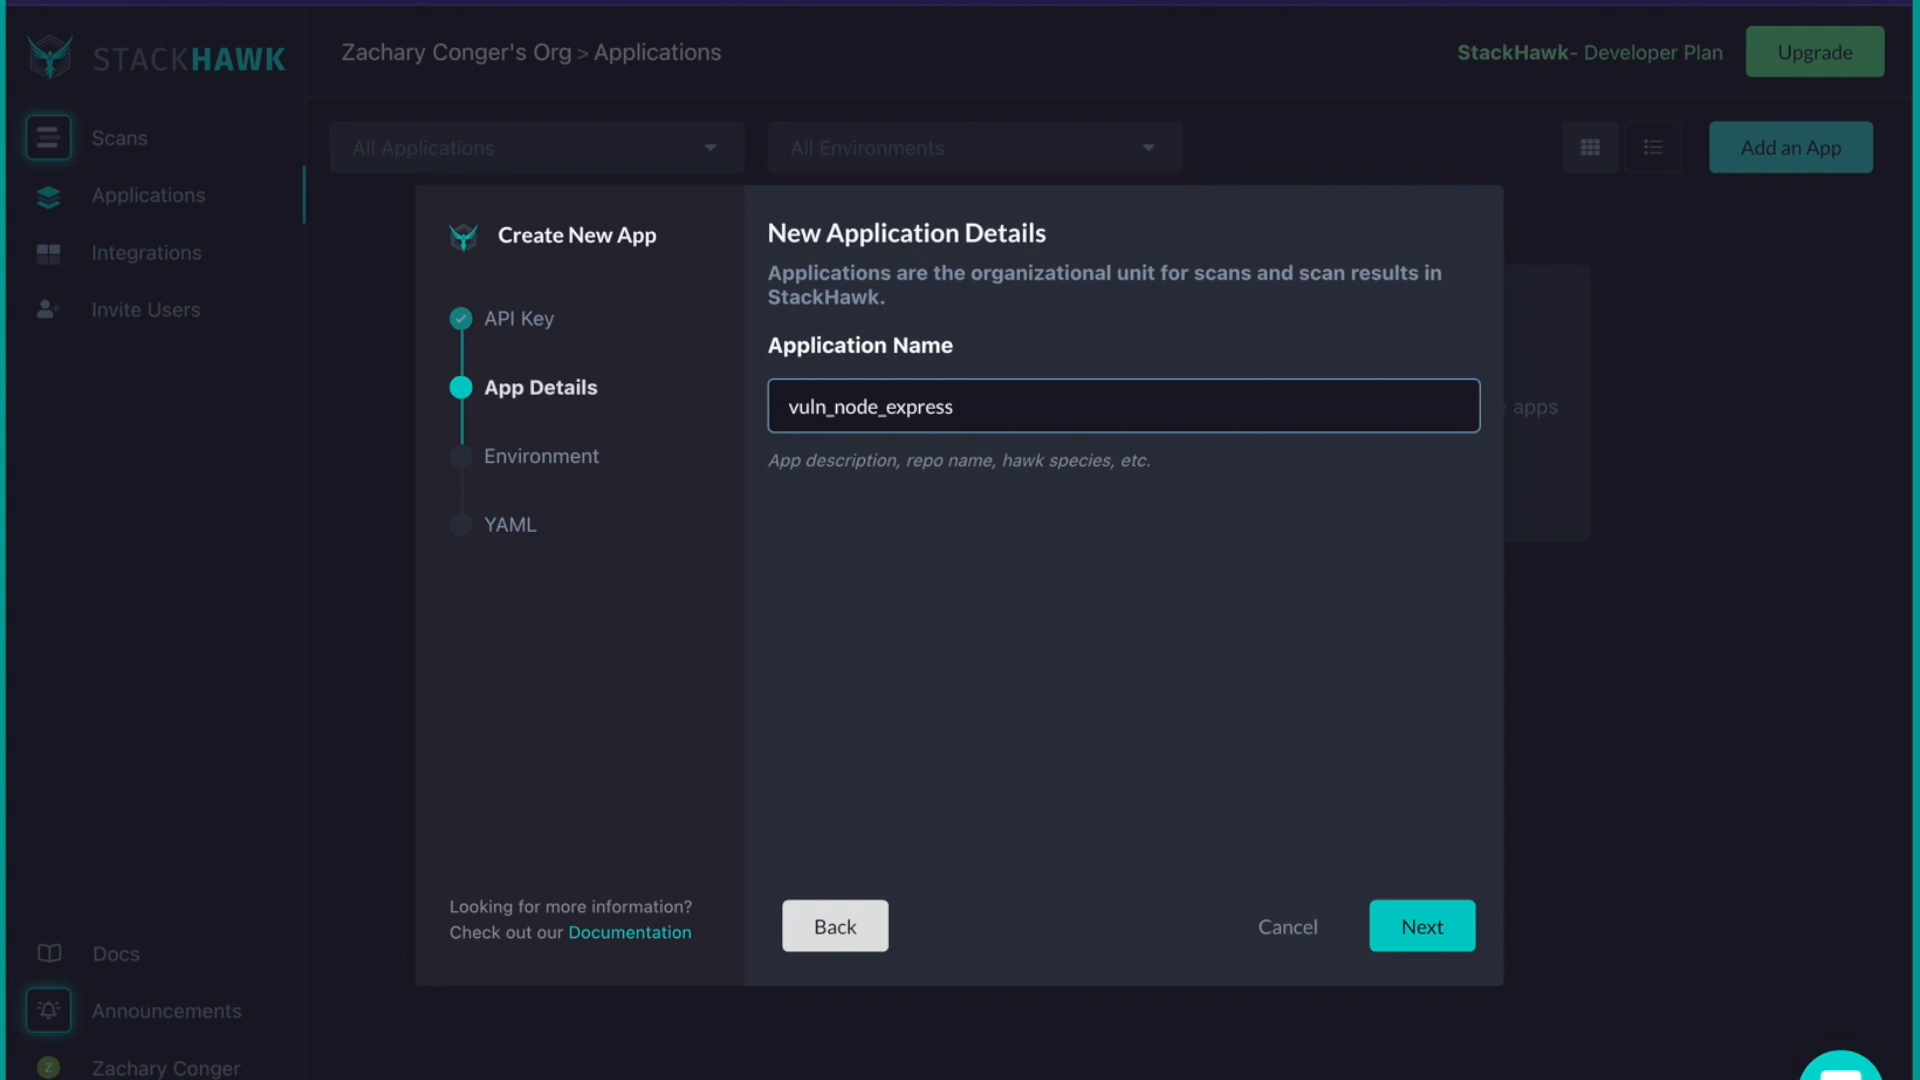 STACKHAWK
Zachary Conger's Org > Applications
StackHawk- Developer Plan
Upgrade
Scans
Applications
Integrations
Invite Users
All Applications
All Environments
Add an App
Create New App
API Key
App Details
Environment
YAML
Looking for more information?
Check out our Documentation
New Application Details
Applications are the organizational unit for scans and scan results in
StackHawk.
Application Name
vuln_node_express
App description, repo name, hawk species, etc.
Back
Cancel
Next
apps
Docs
Announcements
Z
Zachary Conger